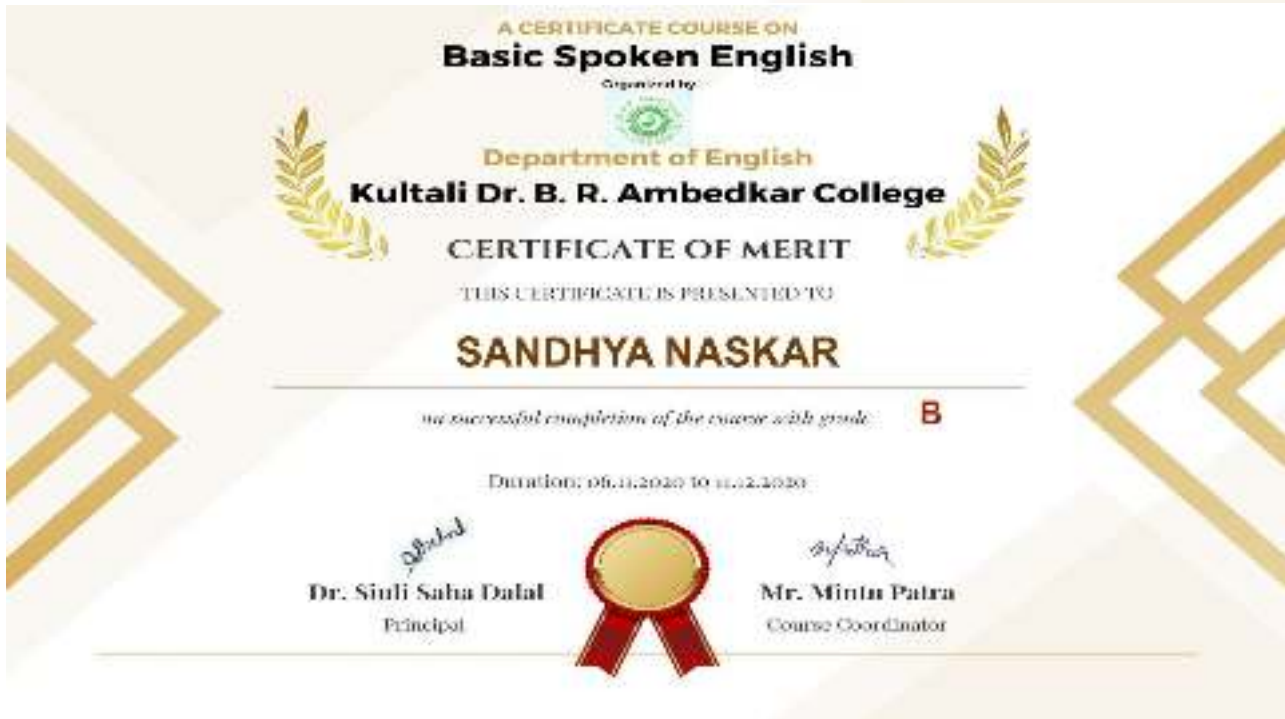 A CERTIFICATE COURSE ON
Basic Spoken English
Organized by
Department of English
Kultali Dr. B. R. Ambedkar College
CERTIFICATE OF MERIT
THIS CERTIFICATE IS PRESENTED TO
SANDHYA NASKAR
on successful completion of the course with grade B
Duration: 06.11.2020 to 11.12.2020
Dr. Siuli Saha Dalal
Principal
Mr. Mintu Patra
Course Coordinator